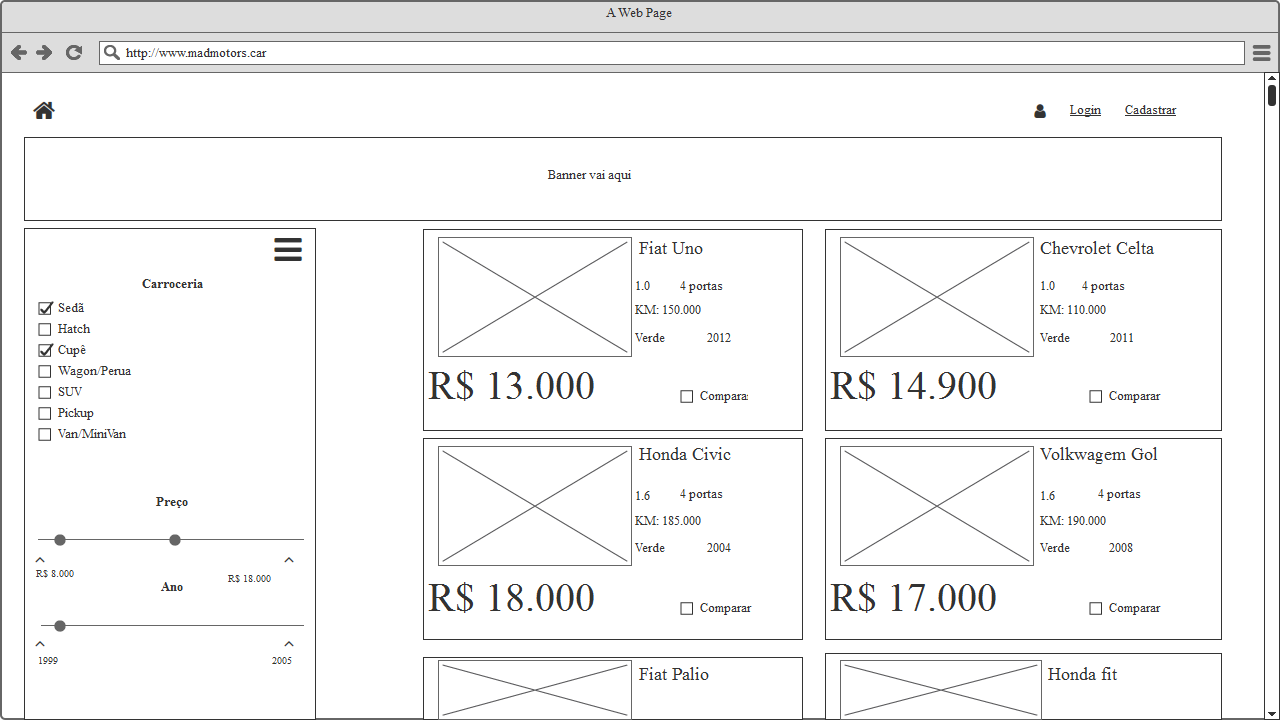 A Web Page
http://www.madmotors.car
Login Cadastrar
Banner vai aqui
Carroceria
Sedã
Hatch
Cupê
Wagon/Perua
SUV
Pickup
Van/MiniVan
Preço
R$ 8.000 R$ 18.000
Ano
1999 2005
Fiat Uno
1.0 4 portas
KM: 150.000
Verde 2012
R$ 13.000
Compara
Chevrolet Celta
1.0 4 portas
KM: 110.000
Verde 2011
R$ 14.900
Comparar
Honda Civic
1.6 4 portas
KM: 185.000
Verde 2004
R$ 18.000
Comparar
Volkwagem Gol
1.6 4 portas
KM: 190.000
Verde 2008
R$ 17.000
Comparar
Fiat Palio
Honda fit